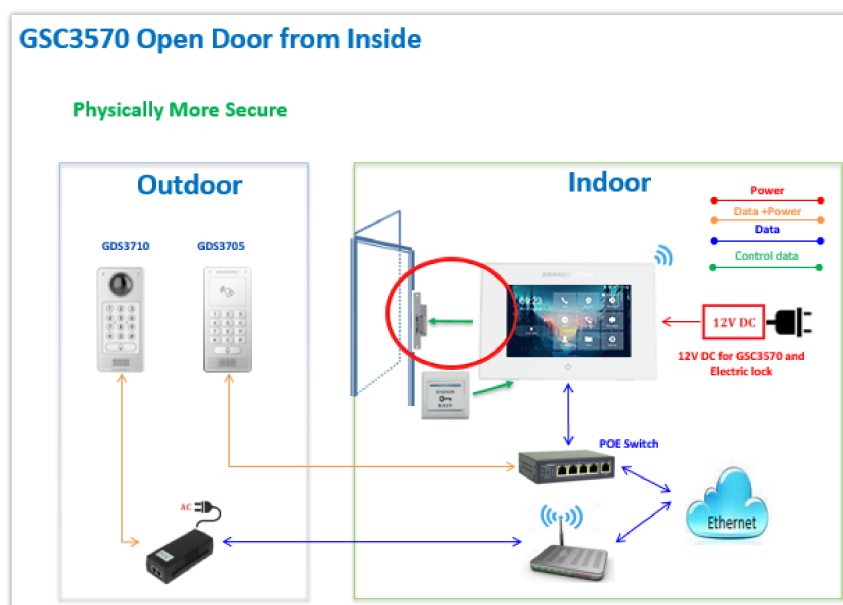 GSC3570 Open Door from Inside
Physically More Secure
Outdoor
Indoor
GDS3710
GDS3705
Power
Data +Power
Data
Control data
12V DC
12V DC for GSC3570 and
Electric lock
POE Switch
AC
Ethernet